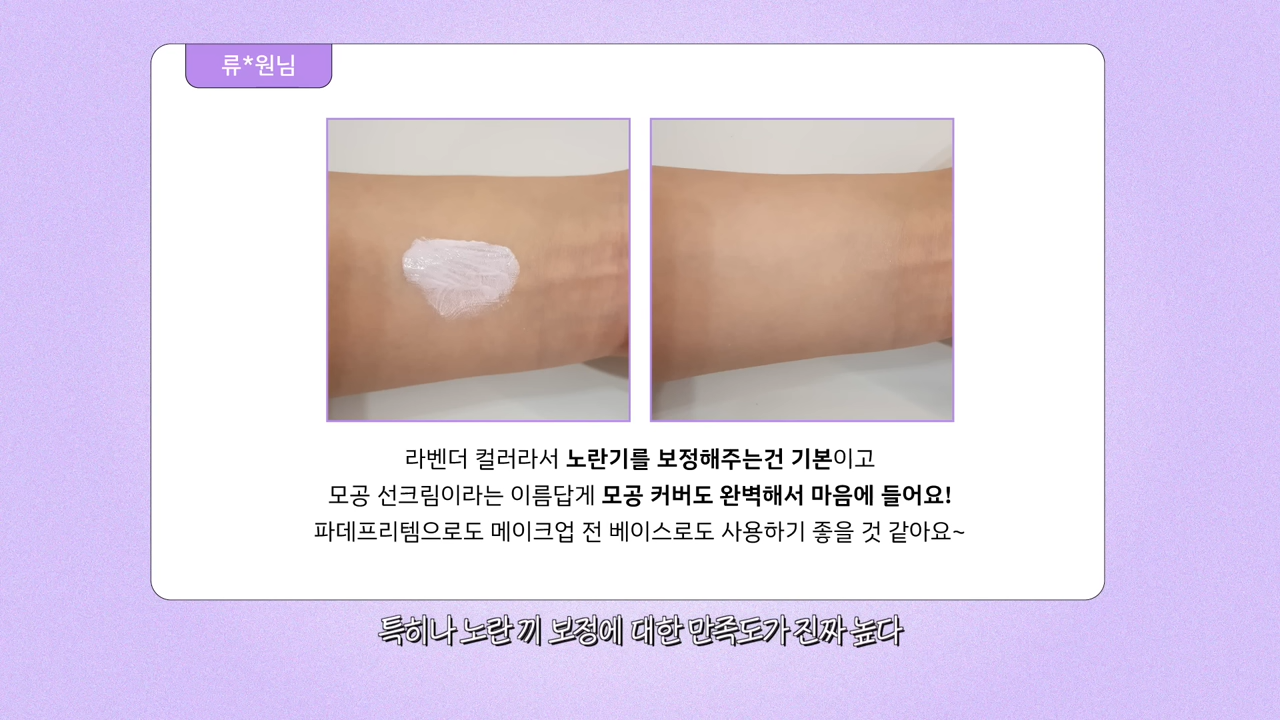 류*원님
라벤더 컬러라서 노란기를 보정해주는건 기본이고
모공 선크림이라는 이름답게 모공 커버도 완벽해서 마음에 들어요!
파데프리템으로도 메이크업 전 베이스로도 사용하기 좋을 것 같아요~
특히나 노란 끼 보정에 대한 만족도가 진짜 높다